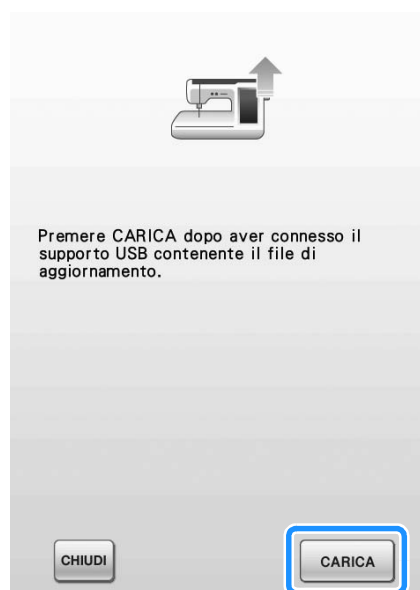 Premere CARICA dopo aver connesso il
supporto USB contenente il file di
aggiornamento.
CHIUDI
CARICA